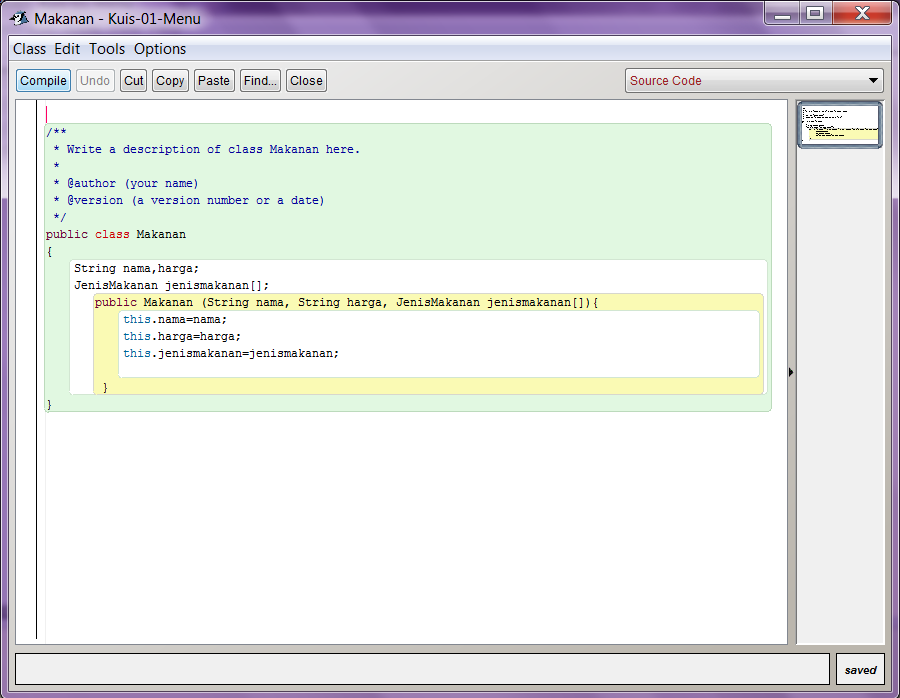 Makanan - Kuis-01-Menu
Class Edit Tools Options
Compile Undo Cut Copy Paste Find... Close Source Code
/**
 * Write a description of class Makanan here.
 *
 * @author (your name)
 * @version (a version number or a date)
 */
public class Makanan
{
    String nama,harga;
    JenisMakanan jenismakanan[];
       public Makanan (String nama, String harga, JenisMakanan jenismakanan[]){
           this.nama=nama;
           this.harga=harga;
           this.jenismakanan=jenismakanan;
        }
}
saved